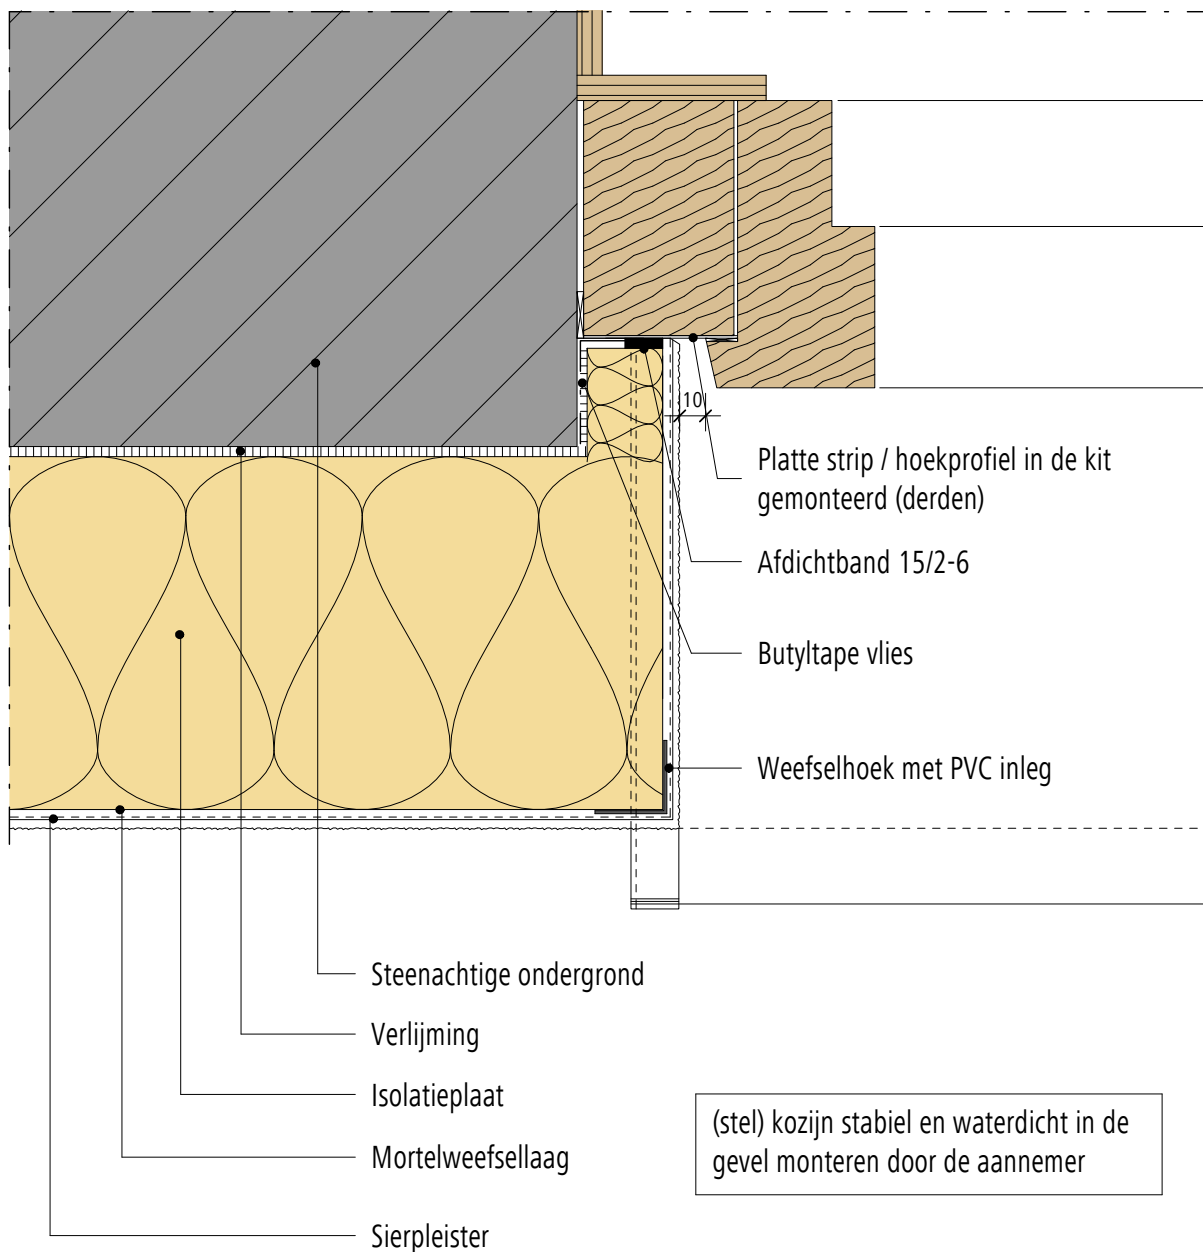 10
Platte strip / hoekprofiel in de kit
gemonteerd (derden)
Afdichtband 15/2-6
Butyltape vlies
Weefselhoek met PVC inleg
Steenachtige ondergrond
Verlijming
Isolatieplaat
Mortelweefsellaag
Sierpleister
(stel) kozijn stabiel en waterdicht in de
gevel monteren door de aannemer